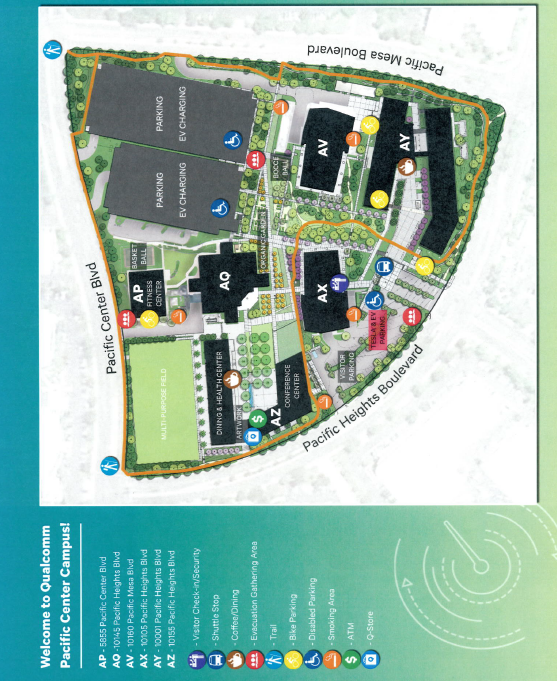 Welcome to Qualcomm
Pacific Center Campus!
AP - 5855 Pacific Center Blvd
AQ -10145 Pacific Heights Blvd
AV - 10160 Pacific Mesa Blvd
AX - 10105 Pacific Heights Blvd
AY - 10001 Pacific Heights Blvd
AZ - 10155 Pacific Heights Blvd
- Visitor Check-in/Security
- Shuttle Stop
- Coffee/Dining
- Evacuation Gathering Area
- Trail
- Bike Parking
- Disabled Parking
- Smoking Area
$ - ATM
- Q-Store
Pacific Center Blvd
Pacific Mesa Boulevard
Pacific Heights Boulevard
PARKING
EV CHARGING
PARKING
EV CHARGING
BASKET
BALL
AP
FITNESS
CENTER
MULTI-PURPOSE FIELD
AQ
ORGANIC GARDEN
BOCCE
BALL
AV
AY
AX
TESLA & EV
PARKING
VISITOR
PARKING
DINING & HEALTH CENTER
ARTWORK
$
AZ
CONFERENCE
CENTER